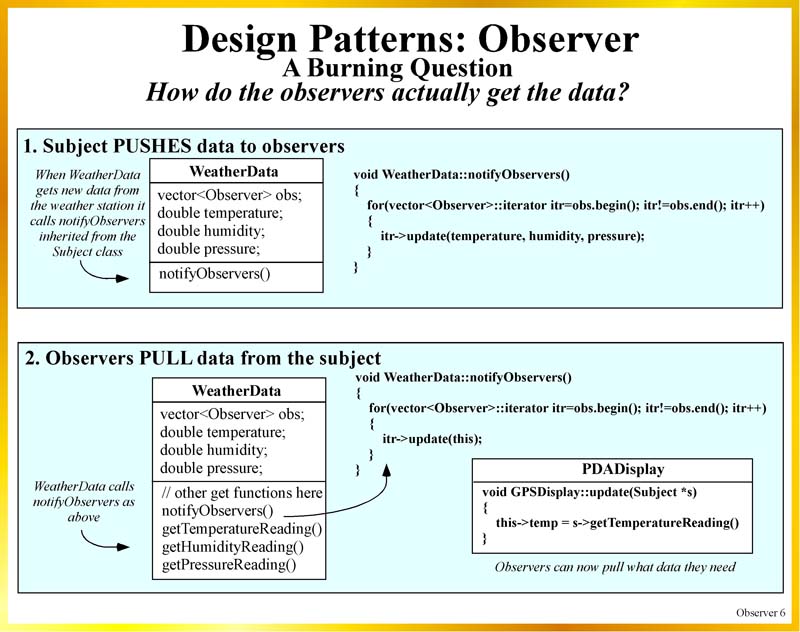 Design Patterns: Observer
A Burning Question
How do the observers actually get the data?
1. Subject PUSHES data to observers
When WeatherData
gets new data from
the weather station it
calls notifyObservers
inherited from the
Subject class
WeatherData
vector<Observer> obs;
double temperature;
double humidity;
double pressure;
notifyObservers()
void WeatherData::notifyObservers()
{
for(vector<Observer>::iterator itr=obs.begin(); itr!=obs.end(); itr++)
{
itr->update(temperature, humidity, pressure);
}
}
2. Observers PULL data from the subject
WeatherData calls
notifyObservers as
above
WeatherData
vector<Observer> obs;
double temperature;
double humidity;
double pressure;
// other get functions here
notifyObservers()
getTemperatureReading()
getHumidityReading()
getPressureReading()
void WeatherData::notifyObservers()
{
for(vector<Observer>::iterator itr=obs.begin(); itr!=obs.end(); itr++)
{
itr->update(this);
}
}
PDADisplay
void GPSDisplay::update(Subject *s)
{
this->temp = s->getTemperatureReading()
}
Observers can now pull what data they need
Observer 6